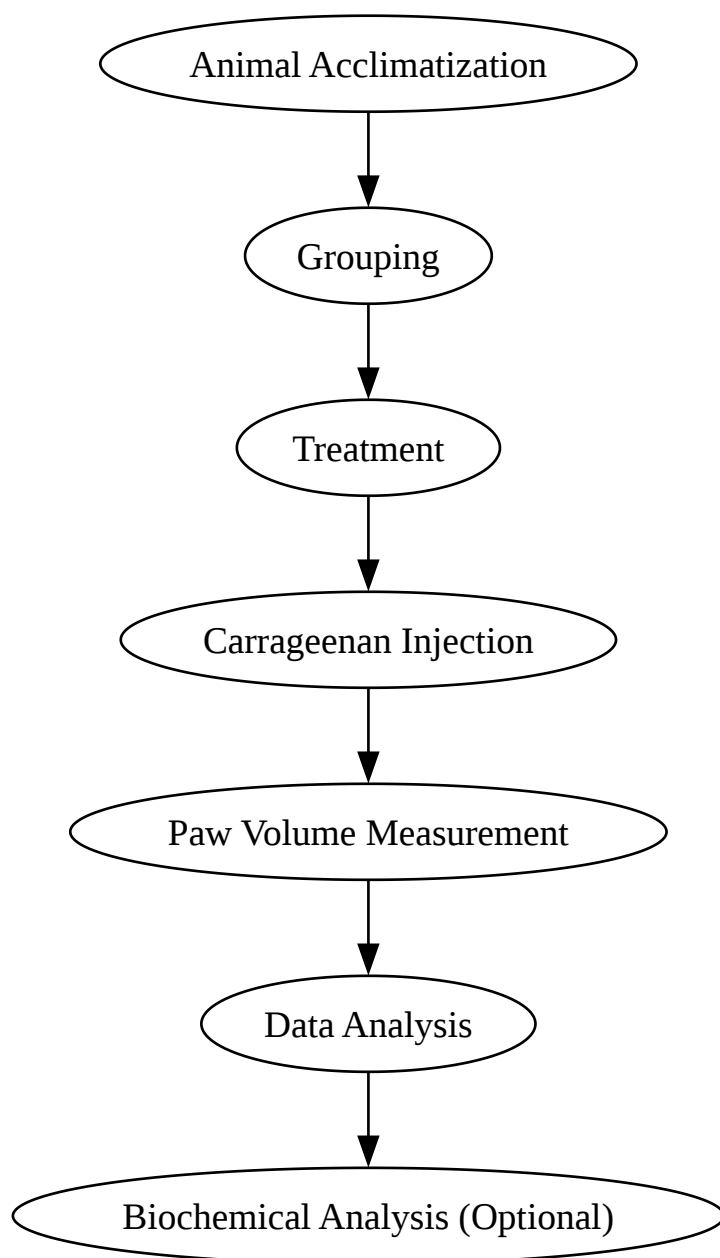 Animal Acclimatization
Grouping
Treatment
Carrageenan Injection
Paw Volume Measurement
Data Analysis
Biochemical Analysis (Optional)